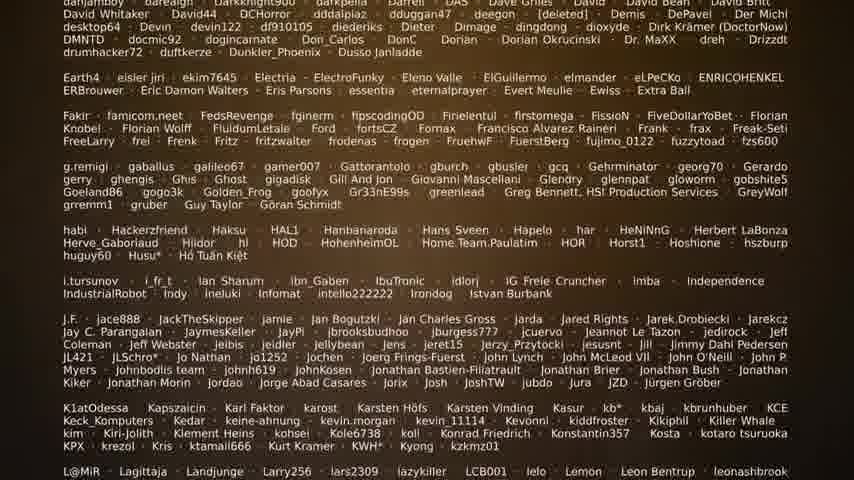 danjamboy · darealgh · Darkknight900 · darkpella · Darrell · DAS · Dave Gnles · David · David Bean · David Britt
David Whitaker · David44 · DCHorror · dddalpiaz · dduggan47 · deegon · [deleted] · Demis · DePavei · Der Michl
desktop64 · Devin · devin122 · df910105 · diederiks · Dieter · Dimage · dingdong · dioxyde · Dirk Krämer (DoctorNow)
DMNTD · docmic92 · dogincarnate · Don_Carlos · DonC · Dorian · Dorian Okrucinski · Dr. MaXX · dreh · Drizzdt
drumhacker72 · duftkerze · Dunkler_Phoenix · Dusso Janladde
Earth4 · eisler jiri · ekim7645 · Electria · ElectroFunky · Eleno Valle · ElGuillermo · elmander · eLPeCKo · ENRICOHENKEL
ERBrouwer · Eric Damon Walters · Eris Parsons · essentia · eternalprayer · Evert Meulie · Ewiss · Extra Ball
Fakir · famicom.neet · FedsRevenge · fginerm · fipscodingOD · Firielentul · firstomega · FissioN · FiveDollarYoBet · Florian
Knobel · Florian Wolff · FluidumLetale · Ford · fortsCZ · Fornax · Francisco Alvarez Raineri · Frank · frax · Freak-Seti
FreeLarry · frei · Frenk · Fritz · fritzwalter · frodenas · frogen · FruehwF · FuerstBerg · fujimo_0122 · fuzzytoad · fzs600
g.remigi · gaballus · galileo67 · gamer007 · Gattorantolo · gburch · gbusler · gcq · Gehrminator · georg70 · Gerardo
gerry · ghengis · Ghis · Ghost · gigadisk · Gill And Jon · Giovanni Mascellani · Glendry · glennpat · gloworm · gobshite5
Goeland86 · gogo3k · Golden_Frog · goofyx · Gr33nE99s · greenlead · Greg Bennett, HSI Production Services · GreyWolf
grremm1 · gruber · Guy Taylor · Göran Schmidt
habi · Hackerzfriend · Haksu · HAL1 · Hanbanaroda · Hans Sveen · Hapelo · har · HeNiNnG · Herbert LaBonza
Herve_Gaboriaud · Hiidor · hl · HOD · HohenheimOL · Home.Team.Paulatim · HOR · Horst1 · Hoshione · hszburp
huguy60 · Husu* · Hồ Tuấn Kiệt
i.tursunov · i_fr_t · Ian Sharum · ibn_Gaben · IbuTronic · idlorj · IG Freie Cruncher · Imba · Independence
IndustrialRobot · indy · ineluki · Infomat · intello222222 · Irondog · Istvan Burbank
J.F. · jace888 · JackTheSkipper · jamie · Jan Bogutzki · Jan Charles Gross · Jarda · Jared Rights · Jarek.Drobiecki · Jarekcz
Jay C. Parangalan · JaymesKeller · JayPi · jbrooksbudhoo · jburgess777 · jcuervo · Jeannot Le Tazon · jedirock · Jeff
Coleman · Jeff Webster · jeibis · jeidler · Jellybean · Jens · jeret15 · Jerzy_Przytocki · jesusnt · Jill · Jimmy Dahl Pedersen
JL421 · JLSchro* · Jo Nathan · jo1252 · Jochen · Joerg Frings-Fuerst · John Lynch · John McLeod VII · John O'Neill · John P.
Myers · Johnbodlis team · johnh619 · JohnKosen · Jonathan Bastien-Filiatrault · Jonathan Brier · Jonathan Bush · Jonathan
Kiker · Jonathan Morin · Jordao · Jorge Abad Casares · Jorix · Josh · JoshTW · jubdo · Jura · JZD · Jürgen Gröber
K1atOdessa · Kapszaicin · Karl Faktor · karost · Karsten Höfs · Karsten Vinding · Kasur · kb* · kbaj · kbrunhuber · KCE
Keck_Komputers · Kedar · keine-ahnung · kevin.morgan · kevin_11114 · Kevonni · kiddfroster · Kikiphil · Killer Whale
kim · Kiri-Jolith · Klement Heins · kohsei · Kole6738 · koll · Konrad Friedrich · Konstantin357 · Kosta · kotaro tsuruoka
KPX · krezol · Kris · ktamail666 · Kurt Kramer · KWH* · Kyong · kzkmz01
L@MiR · Lagittaja · Landjunge · Larry256 · lars2309 · lazykiller · LCB001 · lelo · Lemon · Leon Bentrup · leonashbrook